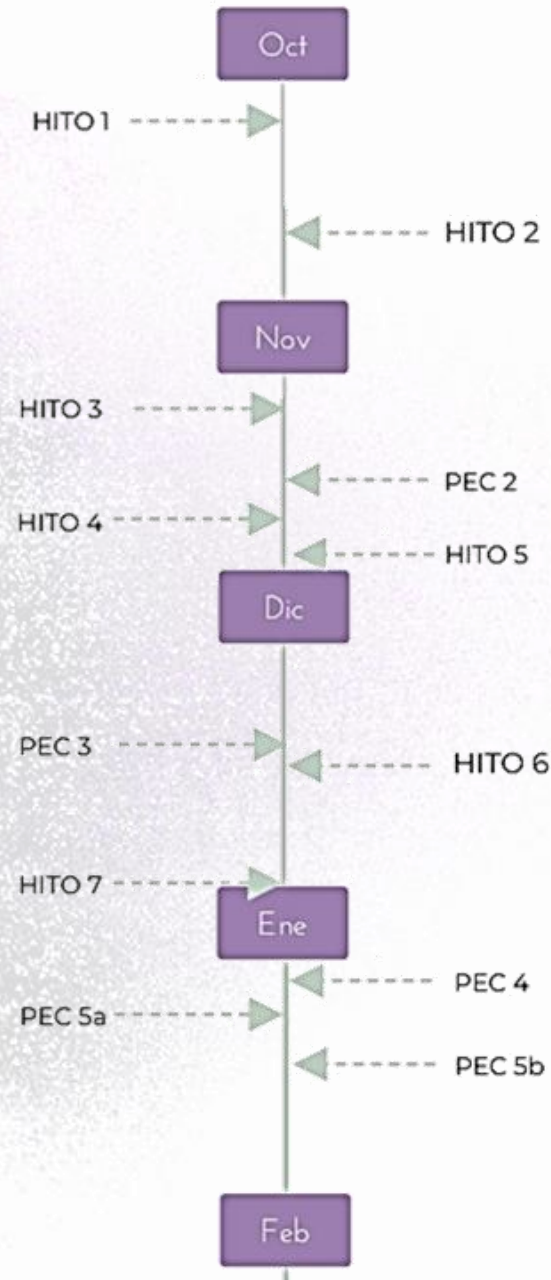 Oct
HITO 1
HITO 2
Nov
HITO 3
PEC 2
HITO 4
HITO 5
Dic
PEC 3
HITO 6
HITO 7
Ene
PEC 4
PEC 5a
PEC 5b
Feb